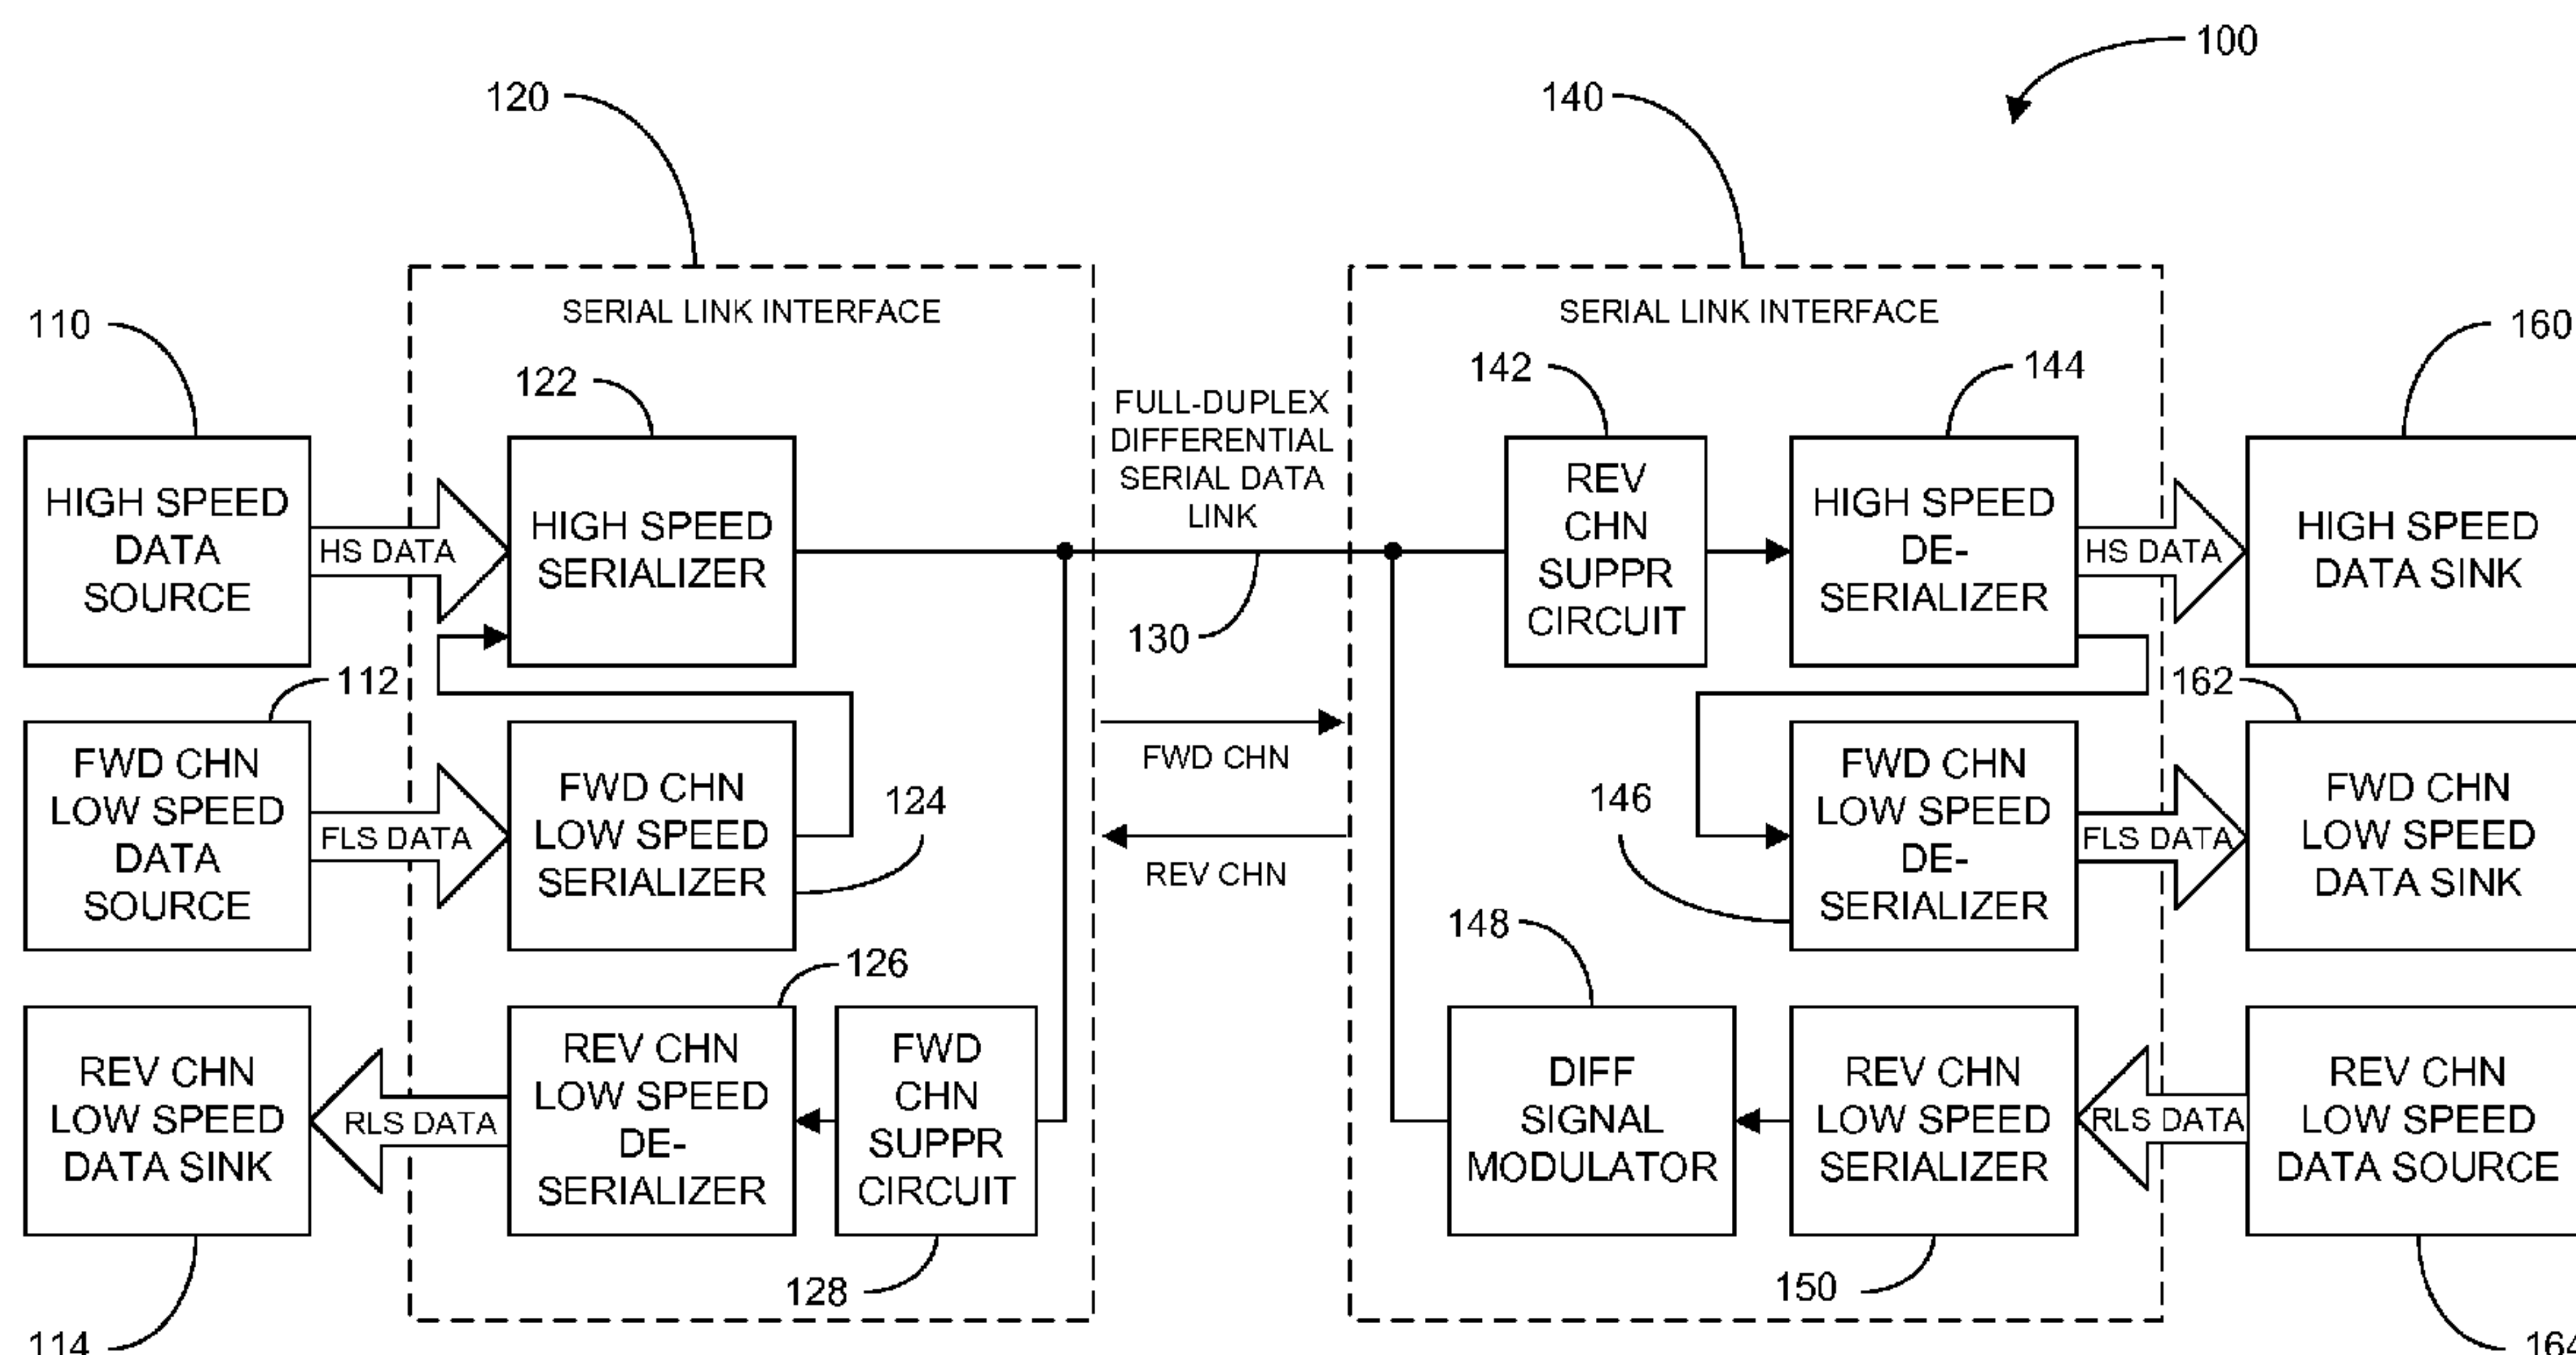 100
120
140
SERIAL LINK INTERFACE
SERIAL LINK INTERFACE
110
160
122
142
144
FULL-DUPLEX
DIFFERENTIAL
SERIAL DATA
LINK
HIGH SPEED
DATA
SOURCE
HS DATA
HIGH SPEED
SERIALIZER
130
REV
CHN
SUPPR
CIRCUIT
HIGH SPEED
DE-
SERIALIZER
HS DATA
HIGH SPEED
DATA SINK
112
162
FWD CHN
LOW SPEED
DATA
SOURCE
FLS DATA
FWD CHN
LOW SPEED
SERIALIZER
124
FWD CHN
REV CHN
146
FWD CHN
LOW SPEED
DE-
SERIALIZER
FLS DATA
FWD CHN
LOW SPEED
DATA SINK
126
148
REV CHN
LOW SPEED
DATA SINK
RLS DATA
REV CHN
LOW SPEED
DE-
SERIALIZER
FWD
CHN
SUPPR
CIRCUIT
DIFF
SIGNAL
MODULATOR
REV CHN
LOW SPEED
SERIALIZER
RLS DATA
REV CHN
LOW SPEED
DATA SOURCE
128
150
114
164